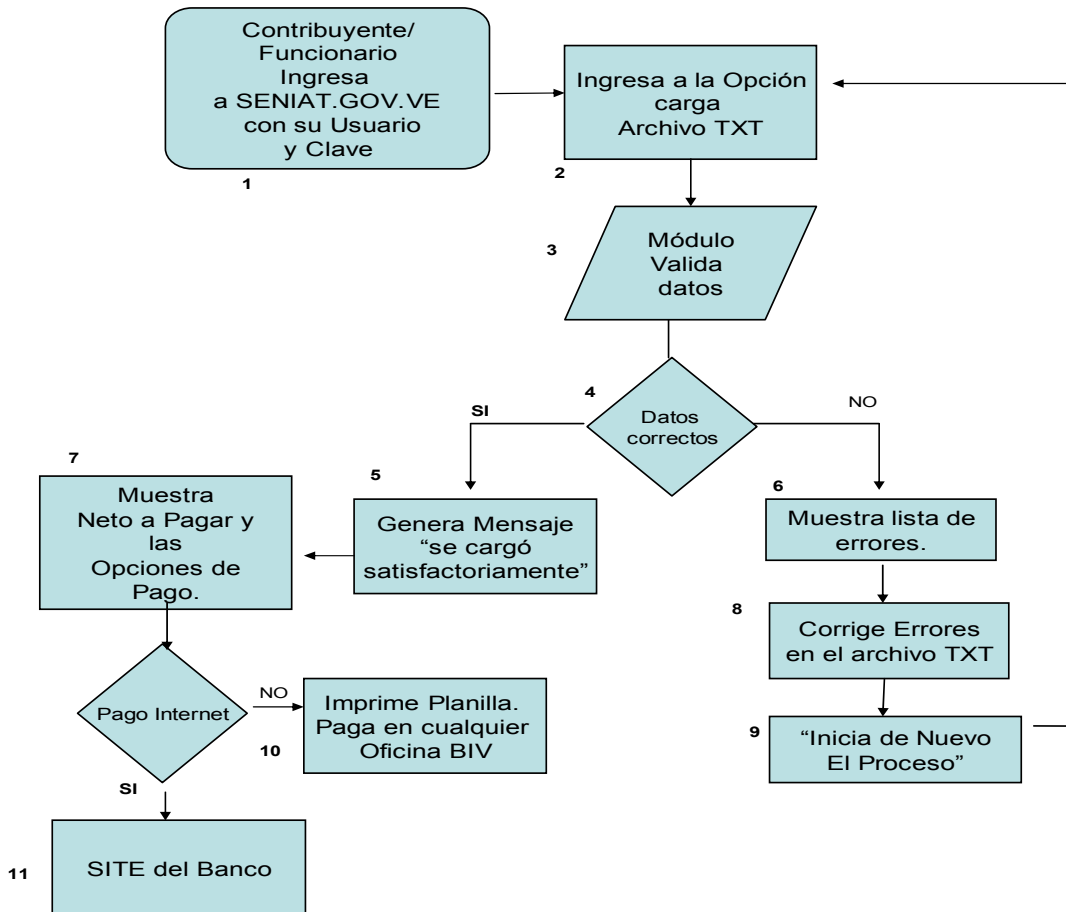 Contribuyente/
Funcionario
Ingresa
a SENIAT.GOV.VE
con su Usuario
y Clave
1
Ingresa a la Opción
carga
Archivo TXT
2
3
Módulo
Valida
datos
4
Datos
correctos
SI
NO
5
Genera Mensaje
“se cargó
satisfactoriamente”
6
Muestra lista de
errores.
7
Muestra
Neto a Pagar y
las
Opciones de
Pago.
8
Corrige Errores
en el archivo TXT
9
“Inicia de Nuevo
El Proceso”
Pago Internet
NO
SI
10
Imprime Planilla.
Paga en cualquier
Oficina BIV
11
SITE del Banco